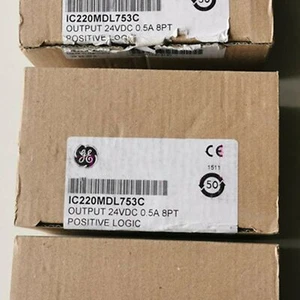 IC220MDL753C
OUTPUT 24VDC 0.5A 8PT
POSITIVE LOGIC
GE
CE
1511
50
IC220MDL753C
OUTPUT 24VDC 0.5A 8PT
POSITIVE LOGIC